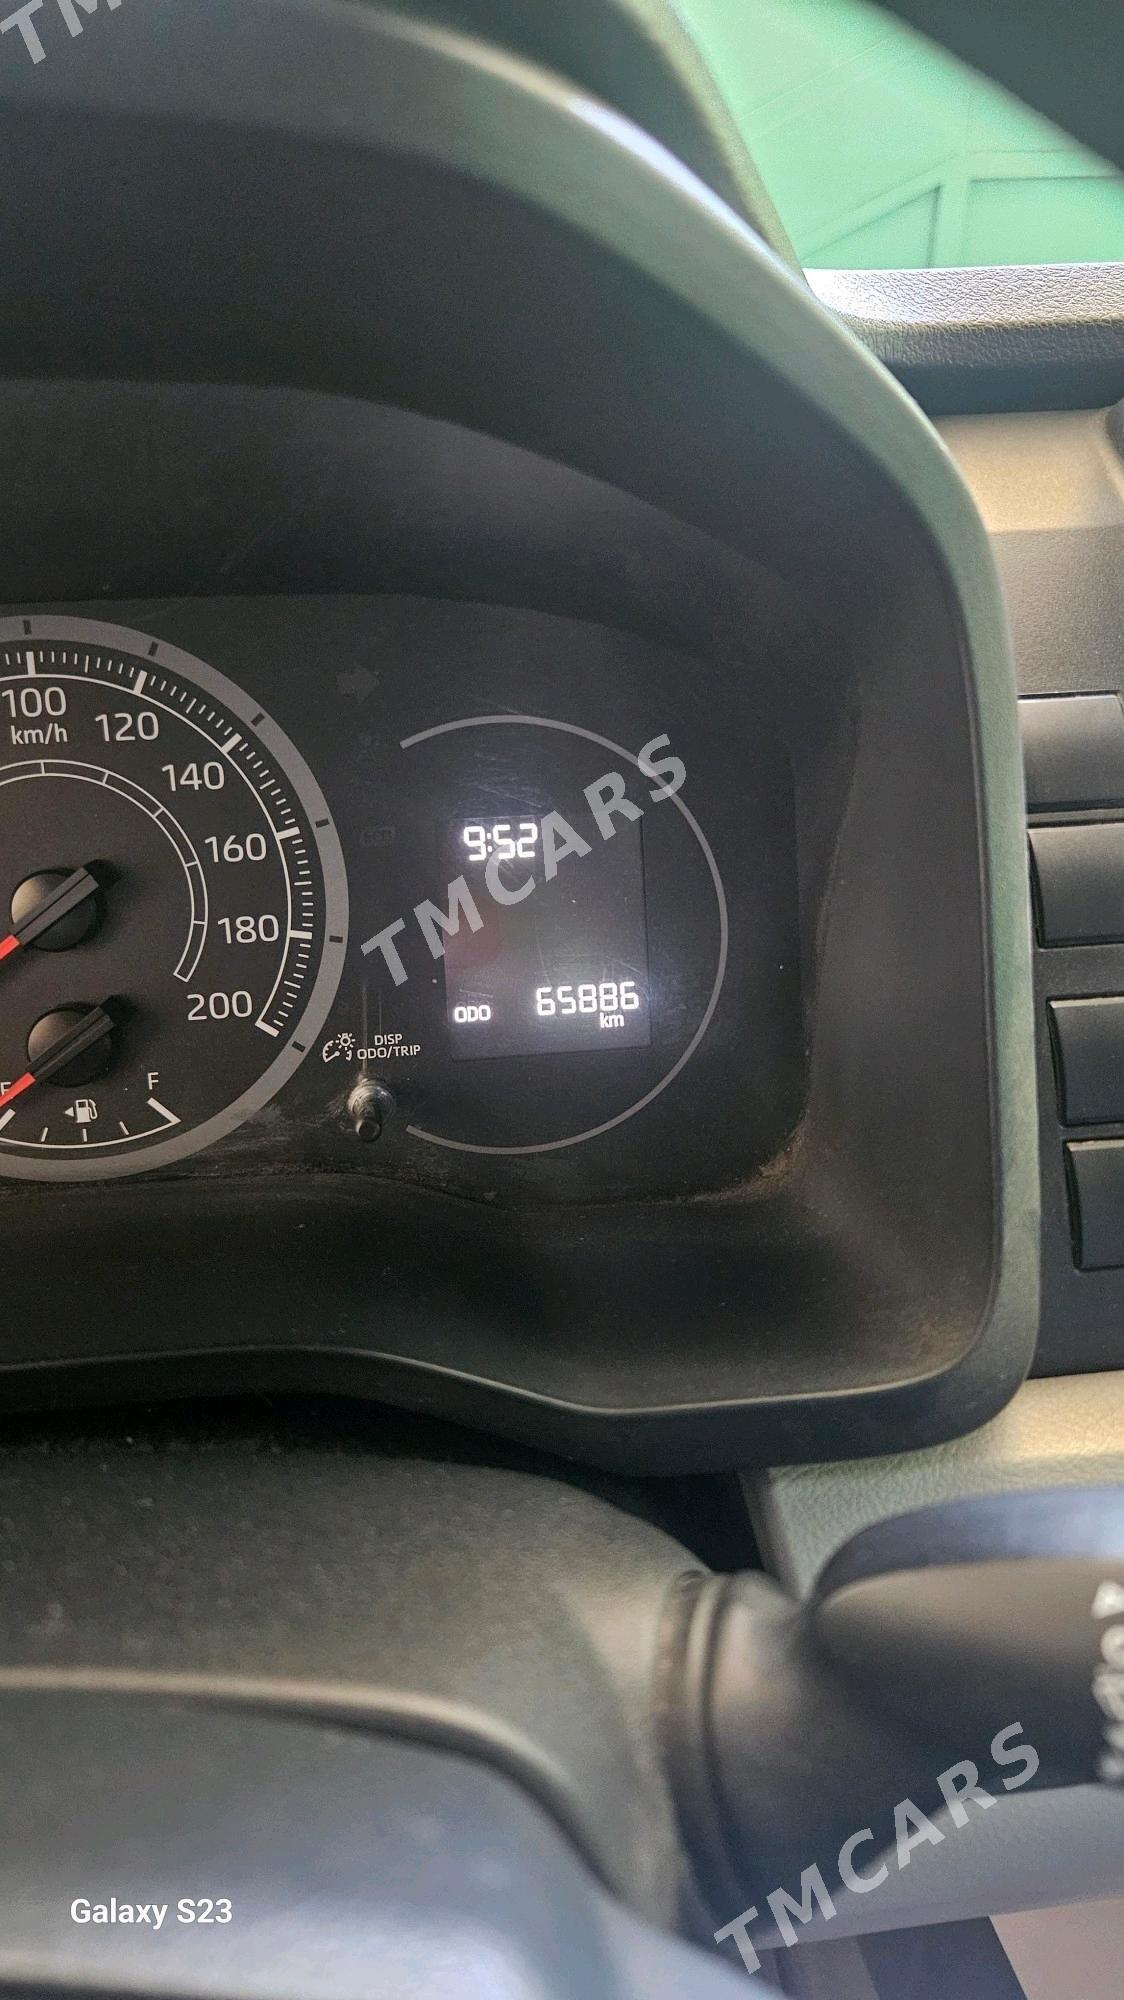 TM
100
km/h
120
140
160
180
200
9:52
TMCARS
ODO
65886
km
DISP
ODO/TRIP
F
TMCARS
Galaxy S23